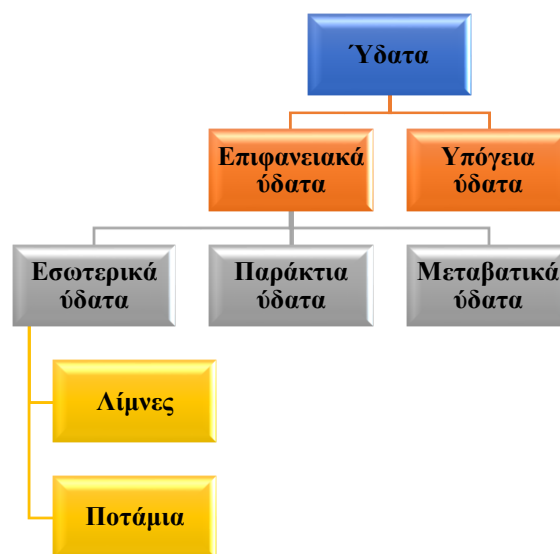 Ύδατα
Επιφανειακά
ύδατα
Υπόγεια
ύδατα
Εσωτερικά
ύδατα
Παράκτια
ύδατα
Μεταβατικά
ύδατα
Λίμνες
Ποτάμια